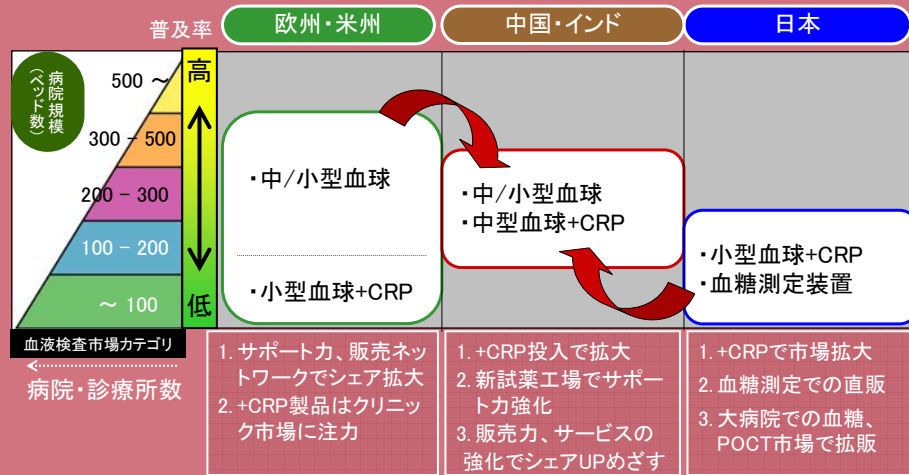 普及率
欧州・米州
中国・インド
日本
病院規模
(ベッド数)
500 ~
300 - 500
200 - 300
100 - 200
~ 100
高
低
・中/小型血球
・小型血球+CRP
・中/小型血球
・中型血球+CRP
・小型血球+CRP
・血糖測定装置
血液検査市場カテゴリ
病院・診療所数
1. サポート力、販売ネッ
トワークでシェア拡大
2. +CRP製品はクリニッ
ク市場に注力
1. +CRP投入で拡大
2. 新試薬工場でサポー
ト力強化
3. 販売力、サービスの
強化でシェアUPめざす
1. +CRPで市場拡大
2. 血糖測定での直販
3. 大病院での血糖、
POCT市場で拡販